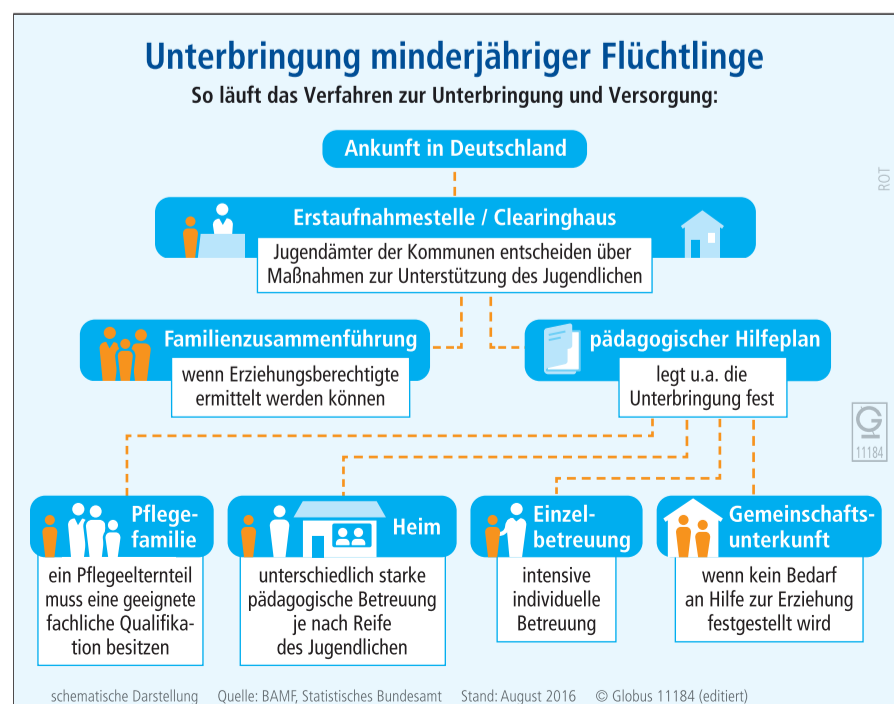 Unterbringung minderjähriger Flüchtlinge
So läuft das Verfahren zur Unterbringung und Versorgung:
Ankunft in Deutschland
Erstaufnahmestelle / Clearinghaus
Jugendämter der Kommunen entscheiden über
Maßnahmen zur Unterstützung des Jugendlichen
Familienzusammenführung
wenn Erziehungsberechtigte
ermittelt werden können
pädagogischer Hilfeplan
legt u.a. die
Unterbringung fest
Pflege-
familie
ein Pflegeelternteil
muss eine geeignete
fachliche Qualifika-
tion besitzen
Heim
unterschiedlich starke
pädagogische Betreuung
je nach Reife
des Jugendlichen
Einzel-
betreuung
intensive
individuelle
Betreuung
Gemeinschafts-
unterkunft
wenn kein Bedarf
an Hilfe zur Erziehung
festgestellt wird
ROT
G
11184
schematische Darstellung Quelle: BAMF, Statistisches Bundesamt Stand: August 2016 © Globus 11184 (editiert)